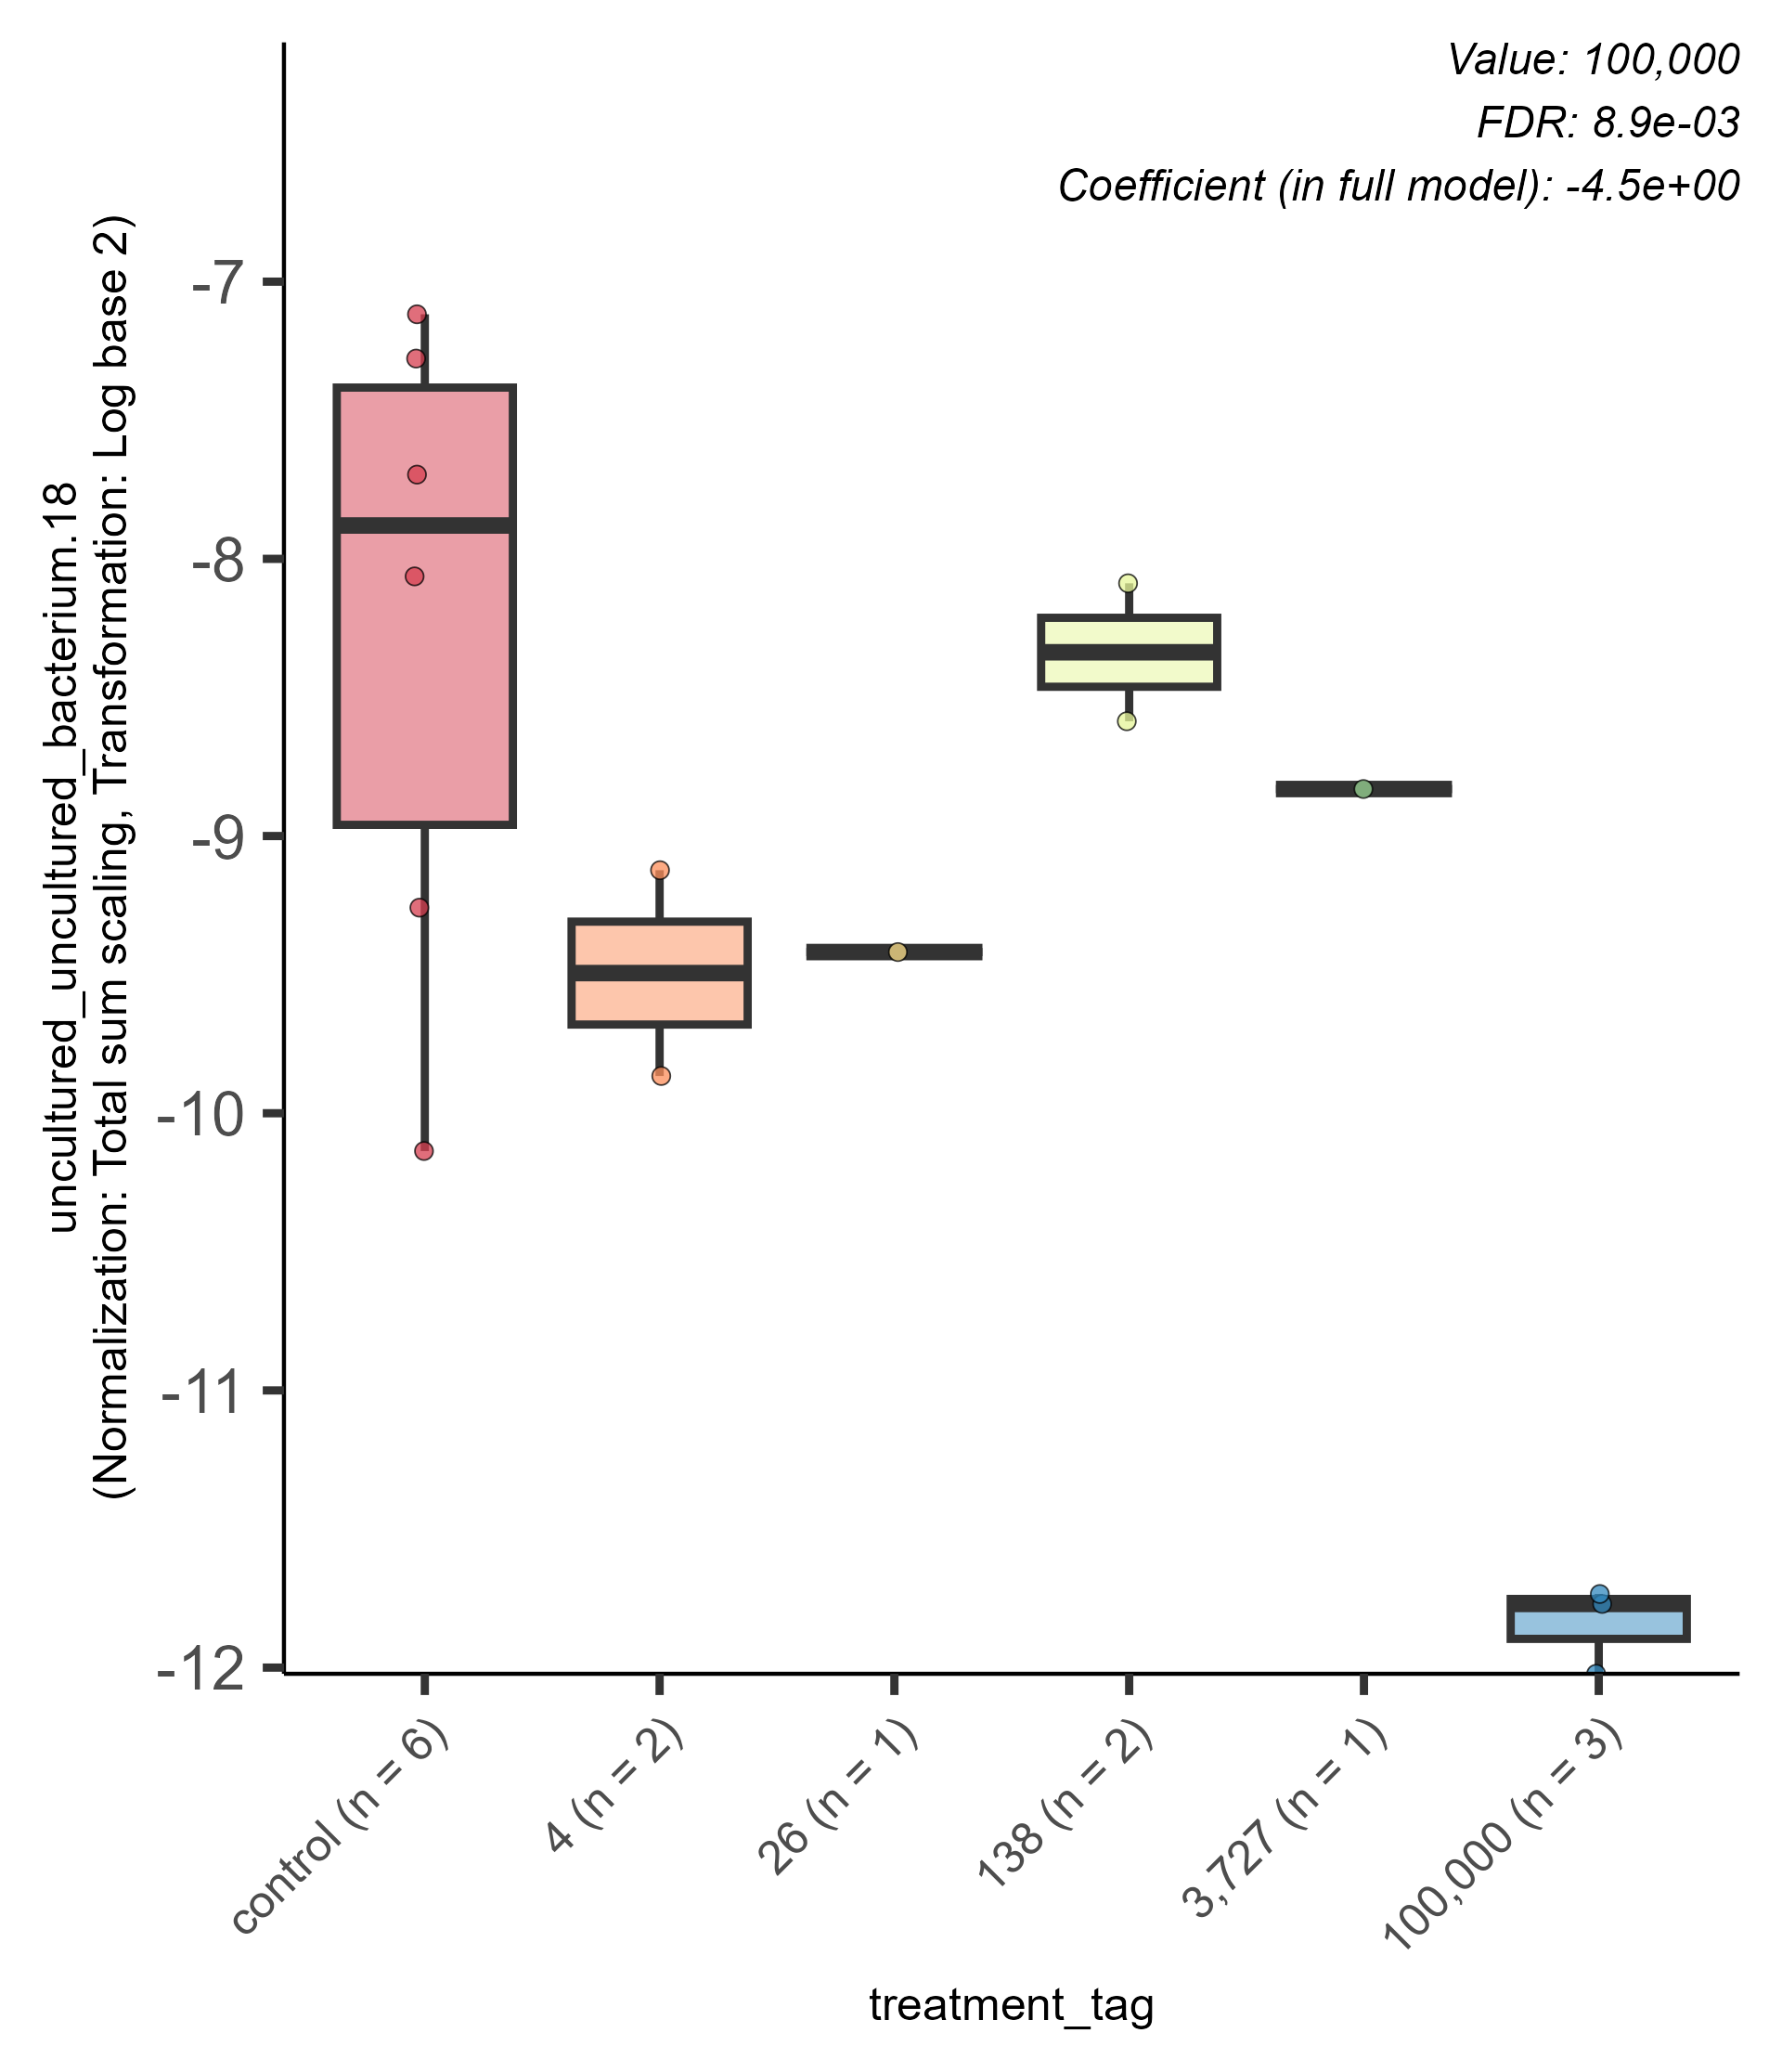 Value: 100,000
FDR: 8.9e-03
Coefficient (in full model): -4.5e+00
uncultured_uncultured_bacterium.18
(Normalization: Total sum scaling, Transformation: Log base 2)
-7
-8
-9
-10
-11
-12
control (n = 6)
4 (n = 2)
26 (n = 1)
138 (n = 2)
3,727 (n = 1)
100,000 (n = 3)
treatment_tag